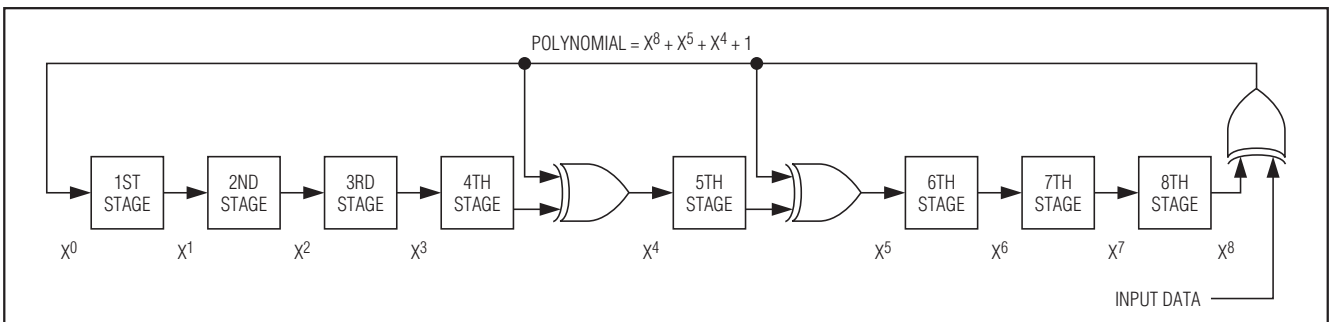 POLYNOMIAL = X⁸ + X⁵ + X⁴ + 1
1ST
STAGE
2ND
STAGE
3RD
STAGE
4TH
STAGE
5TH
STAGE
6TH
STAGE
7TH
STAGE
8TH
STAGE
X⁰
X¹
X²
X³
X⁴
X⁵
X⁶
X⁷
X⁸
INPUT DATA